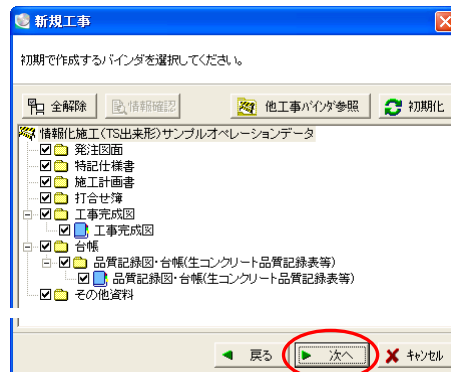 新規工事
初期で作成するバインダを選択してください。
全解除 情報確認 他工事バインダ参照 初期化
情報化施工(TS出来形)サンプルオペレーションデータ
発注図面
特記仕様書
施工計画書
打合せ簿
工事完成図
工事完成図
台帳
品質記録図・台帳(生コンクリート品質記録表等)
品質記録図・台帳(生コンクリート品質記録表等)
その他資料
戻る 次へ キャンセル